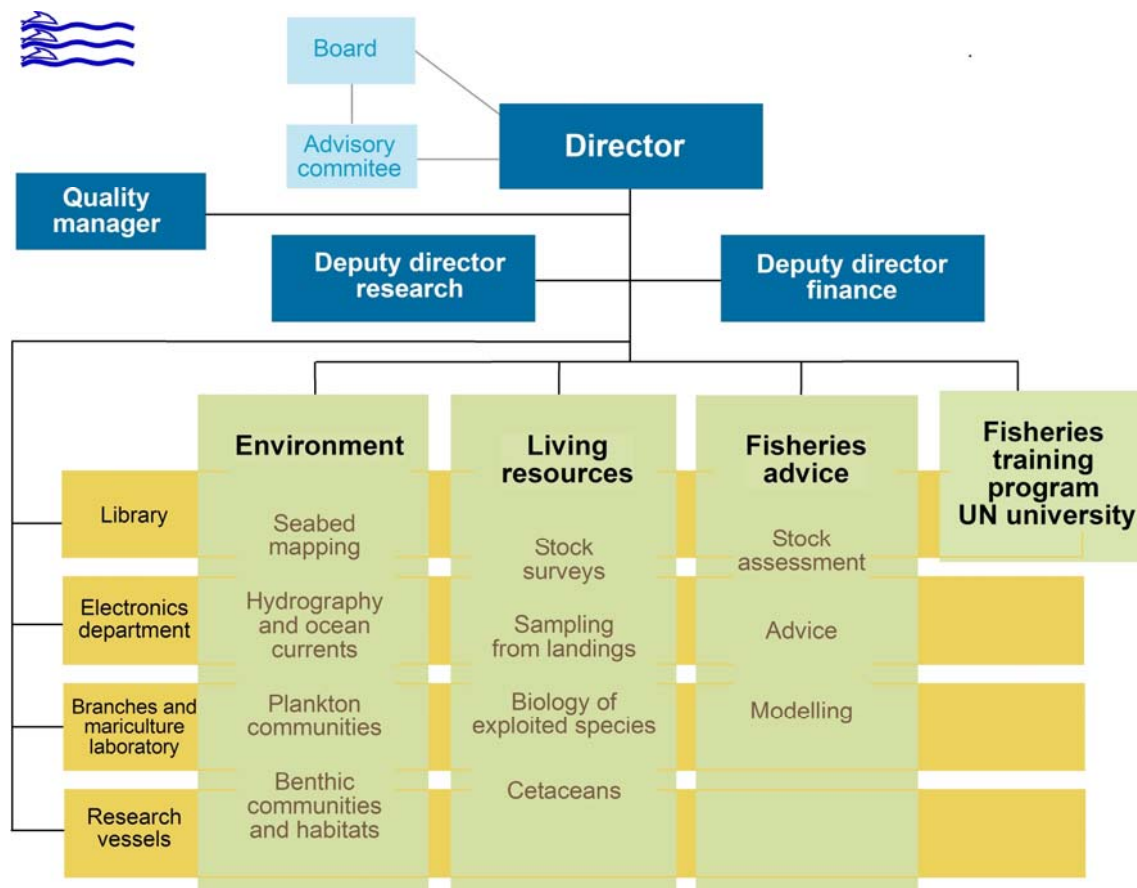 Board
Advisory
commitee
Director
Quality
manager
Deputy director
research
Deputy director
finance
Environment
Living
resources
Fisheries
advice
Fisheries
training
program
UN university
Library
Electronics
department
Branches and
mariculture
laboratory
Research
vessels
Seabed
mapping
Hydrography
and ocean
currents
Plankton
communities
Benthic
communities
and habitats
Stock
surveys
Sampling
from landings
Biology of
exploited species
Cetaceans
Stock
assessment
Advice
Modelling